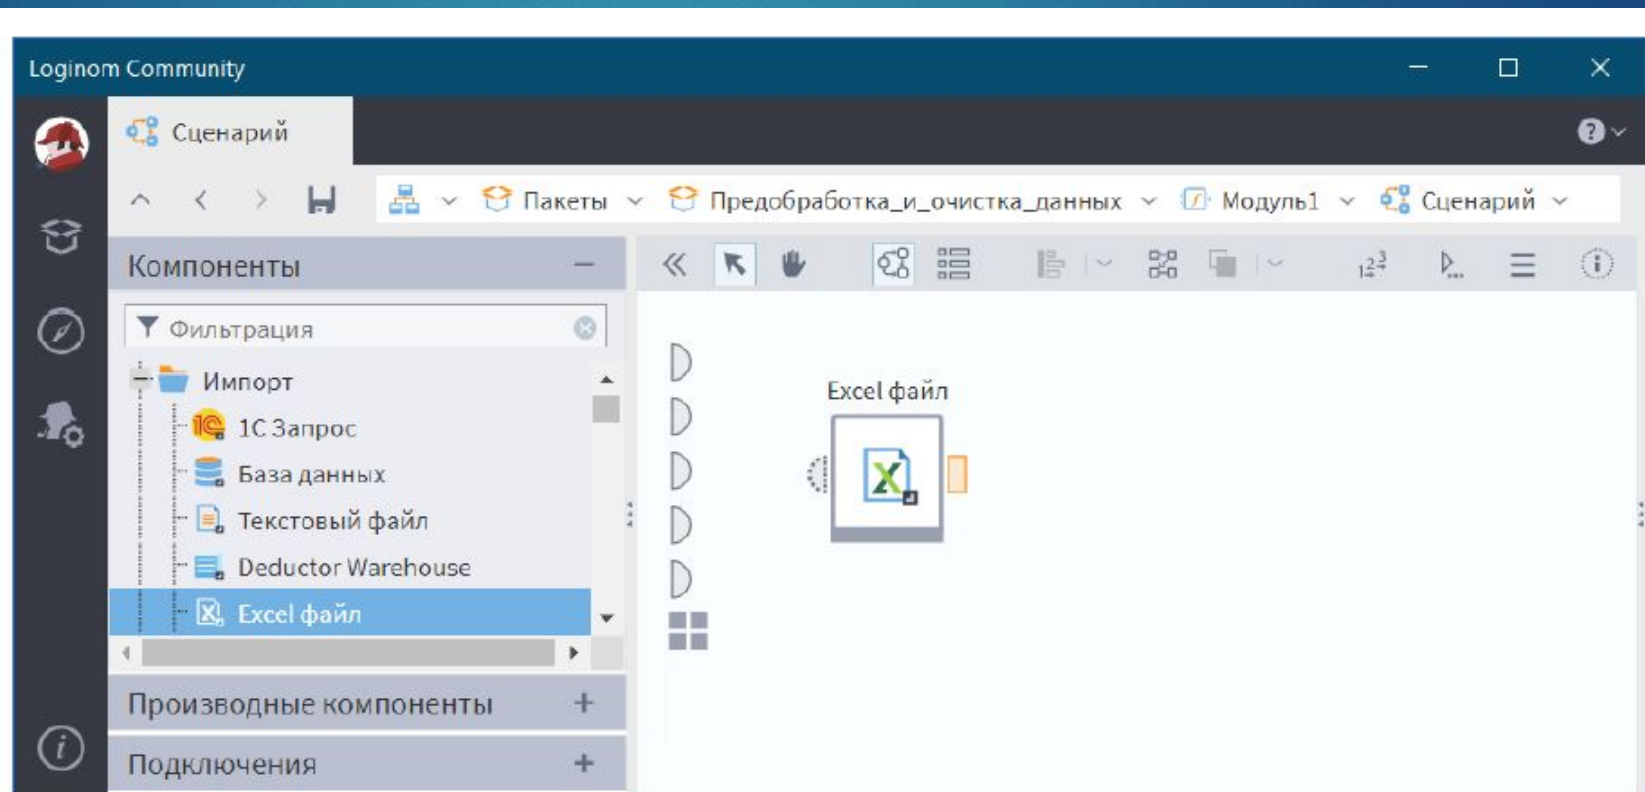 Loginom Community
Сценарий
Пакеты
Предобработка_и_очистка_данных
Модуль1
Сценарий
Компоненты
Фильтрация
Импорт
1С Запрос
База данных
Текстовый файл
Deductor Warehouse
Excel файл
Производные компоненты
Подключения
Excel файл